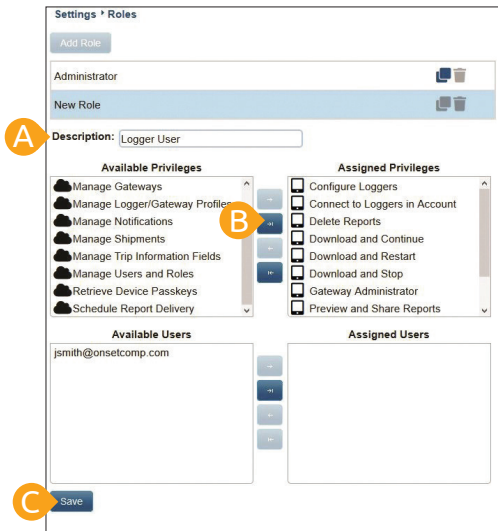 Settings ‣ Roles
Add Role
Administrator
New Role
A
Description: Logger User
Available Privileges
Assigned Privileges
Manage Gateways
Manage Logger/Gateway Profiles
Manage Notifications
Manage Shipments
Manage Trip Information Fields
Manage Users and Roles
Retrieve Device Passkeys
Schedule Report Delivery
B
Configure Loggers
Connect to Loggers in Account
Delete Reports
Download and Continue
Download and Restart
Download and Stop
Gateway Administrator
Preview and Share Reports
Available Users
Assigned Users
jsmith@onsetcomp.com
C
Save